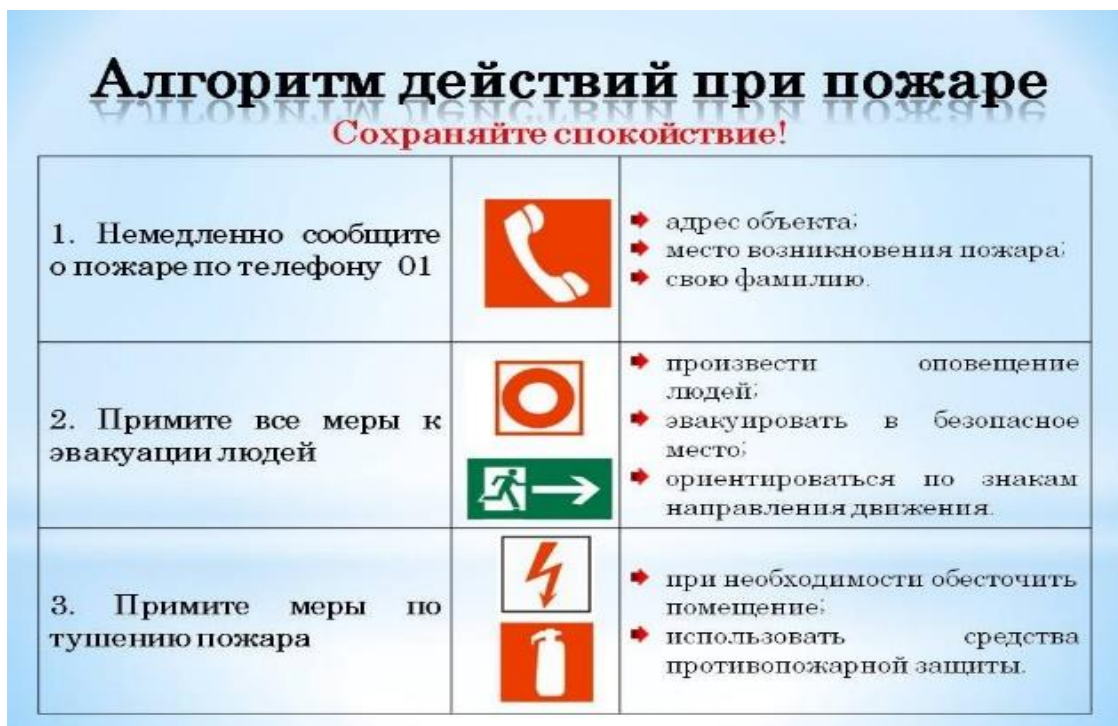 Алгоритм действий при пожаре
Сохраняйте спокойствие!
1. Немедленно сообщите
о пожаре по телефону 01
адрес объекта;
место возникновения пожара;
свою фамилию.
2. Примите все меры к
эвакуации людей
произвести оповещение
людей;
эвакуировать в безопасное
место;
ориентироваться по знакам
направления движения.
3. Примите меры по
тушению пожара
при необходимости обесточить
помещение;
использовать средства
противопожарной защиты.